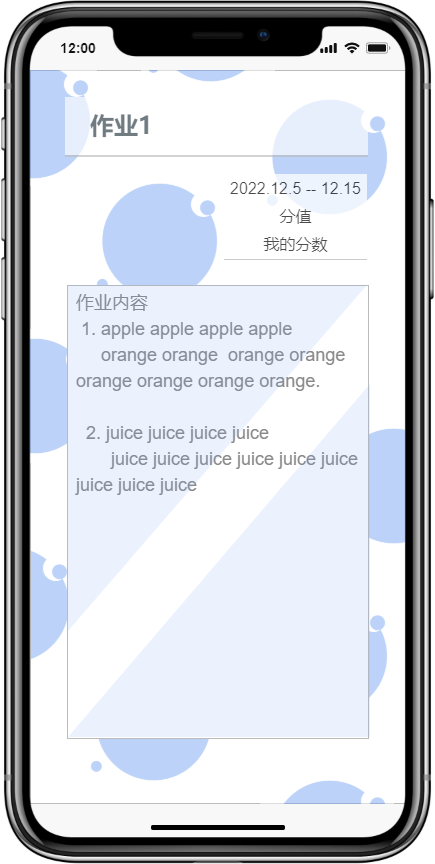 12:00
作业1
2022.12.5 -- 12.15
分值
我的分数
作业内容
1. apple apple apple apple
orange orange  orange orange
orange orange orange orange.
2. juice juice juice juice
juice juice juice juice juice juice
juice juice juice